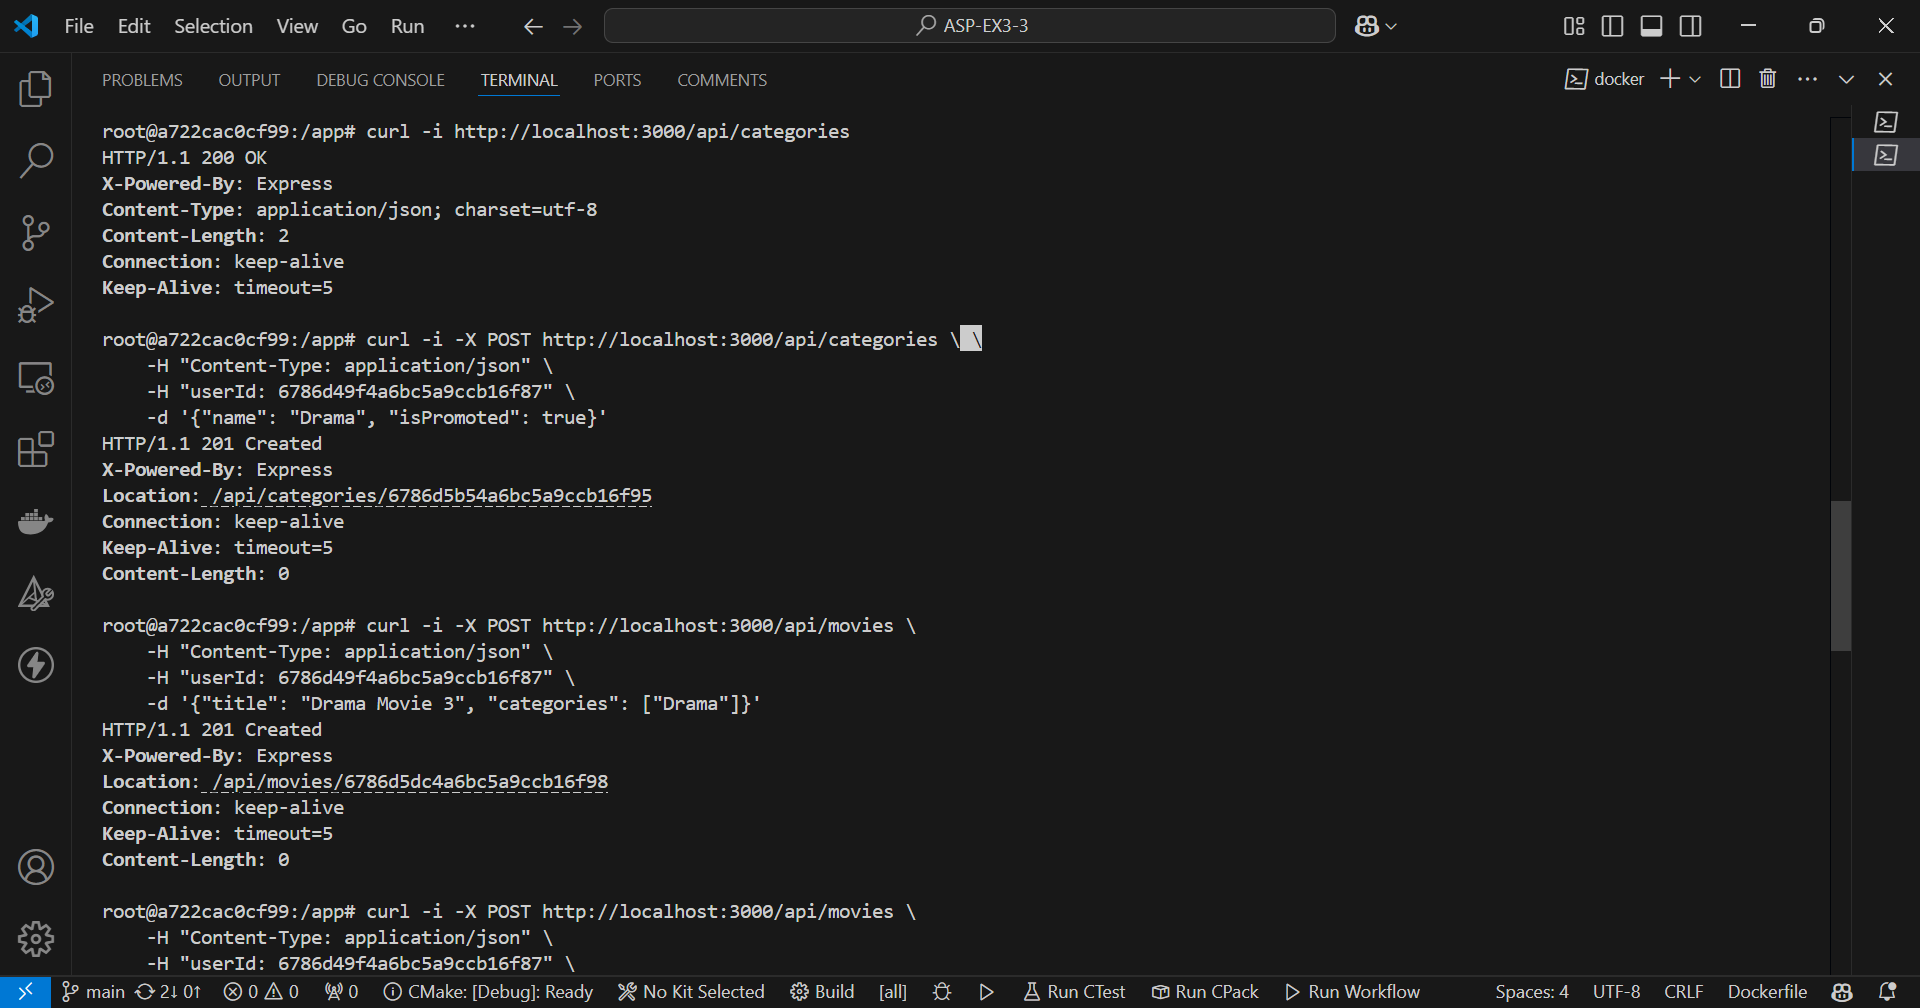 File Edit Selection View Go Run ··· ASP-EX3-3
PROBLEMS OUTPUT DEBUG CONSOLE TERMINAL PORTS COMMENTS docker
root@a722cac0cf99:/app# curl -i http://localhost:3000/api/categories
HTTP/1.1 200 OK
X-Powered-By: Express
Content-Type: application/json; charset=utf-8
Content-Length: 2
Connection: keep-alive
Keep-Alive: timeout=5
root@a722cac0cf99:/app# curl -i -X POST http://localhost:3000/api/categories \ \
    -H "Content-Type: application/json" \
    -H "userId: 6786d49f4a6bc5a9ccb16f87" \
    -d '{"name": "Drama", "isPromoted": true}'
HTTP/1.1 201 Created
X-Powered-By: Express
Location: /api/categories/6786d5b54a6bc5a9ccb16f95
Connection: keep-alive
Keep-Alive: timeout=5
Content-Length: 0
root@a722cac0cf99:/app# curl -i -X POST http://localhost:3000/api/movies \
    -H "Content-Type: application/json" \
    -H "userId: 6786d49f4a6bc5a9ccb16f87" \
    -d '{"title": "Drama Movie 3", "categories": ["Drama"]}'
HTTP/1.1 201 Created
X-Powered-By: Express
Location: /api/movies/6786d5dc4a6bc5a9ccb16f98
Connection: keep-alive
Keep-Alive: timeout=5
Content-Length: 0
root@a722cac0cf99:/app# curl -i -X POST http://localhost:3000/api/movies \
    -H "Content-Type: application/json" \
    -H "userId: 6786d49f4a6bc5a9ccb16f87" \
main 2↓ 0↑ 0 0 0 CMake: [Debug]: Ready No Kit Selected Build [all] Run CTest Run CPack Run Workflow Spaces: 4 UTF-8 CRLF Dockerfile